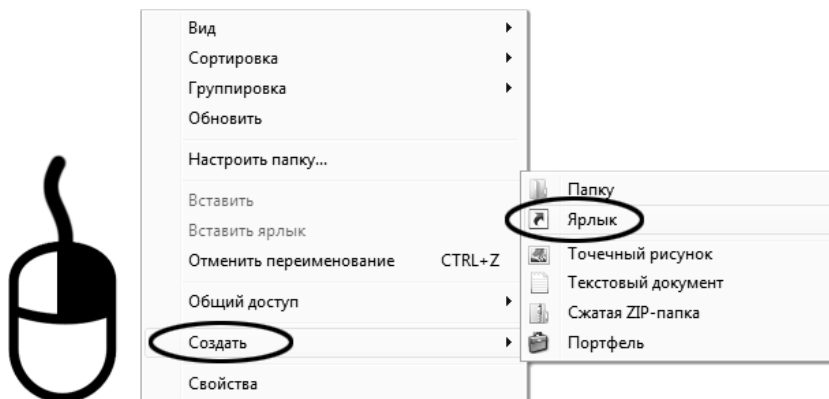 Вид
Сортировка
Группировка
Обновить
Настроить папку...
Вставить
Вставить ярлык
Отменить переименование CTRL+Z
Общий доступ
Создать
Свойства
Папку
Ярлык
Точечный рисунок
Текстовый документ
Сжатая ZIP-папка
Портфель